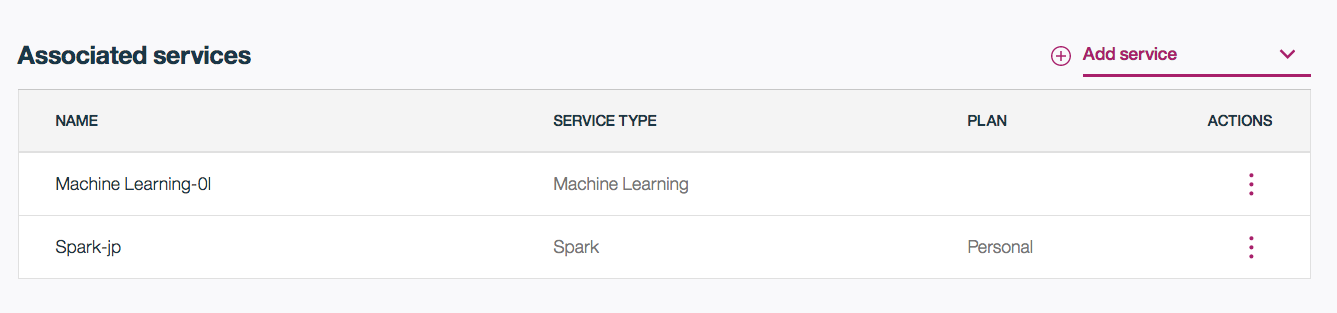 Associated services
Add service
NAME SERVICE TYPE PLAN ACTIONS
Machine Learning-0l Machine Learning
Spark-jp Spark Personal